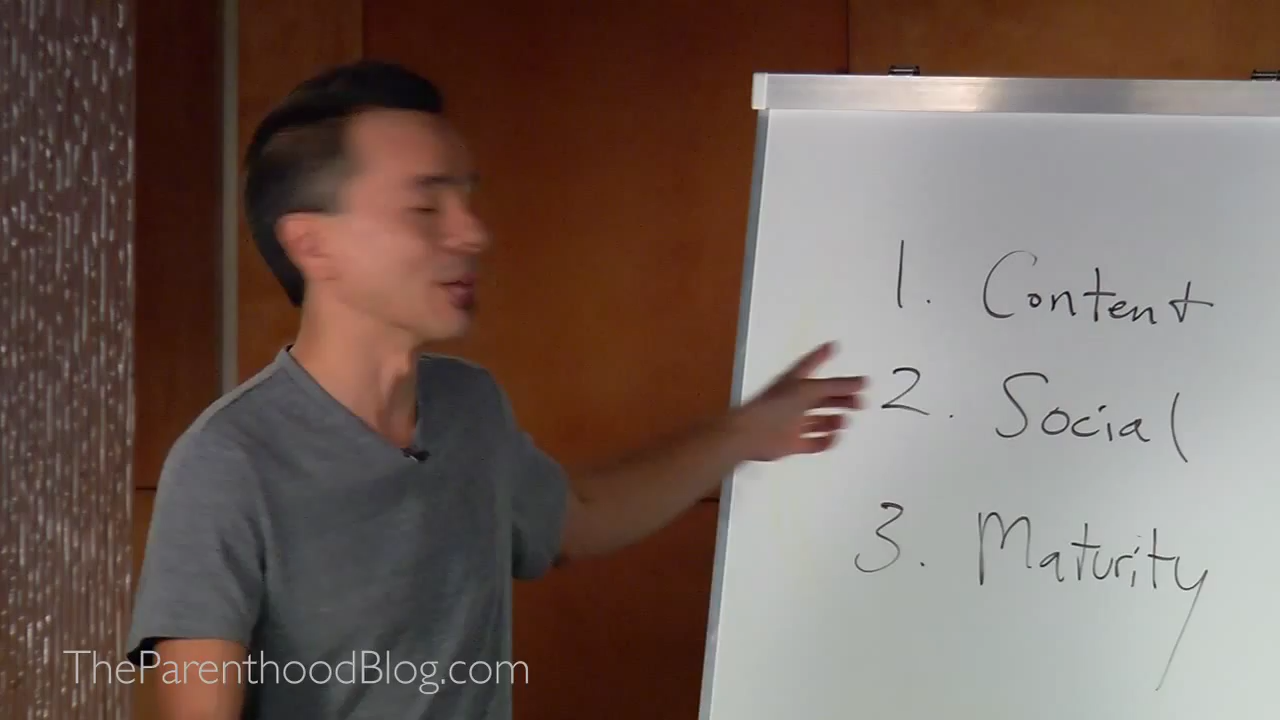 1. Content
2. Social
3. Maturity
TheParenthoodBlog.com